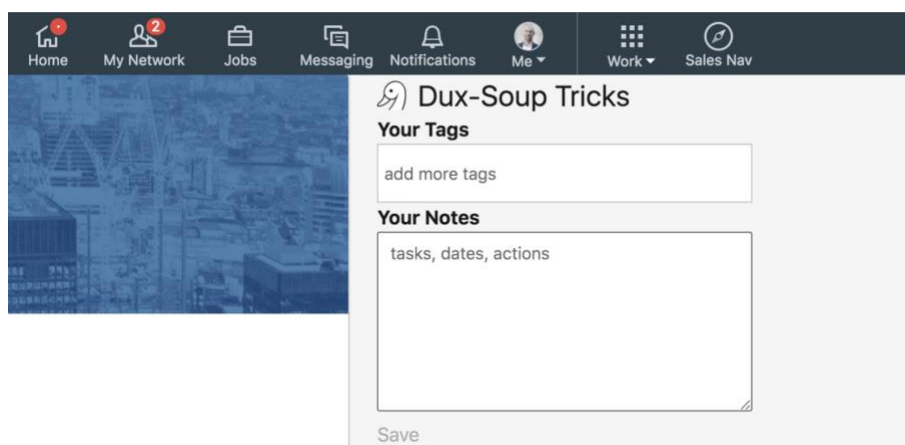 2
Home My Network Jobs Messaging Notifications Me Work Sales Nav
Dux-Soup Tricks
Your Tags
add more tags
Your Notes
tasks, dates, actions
Save